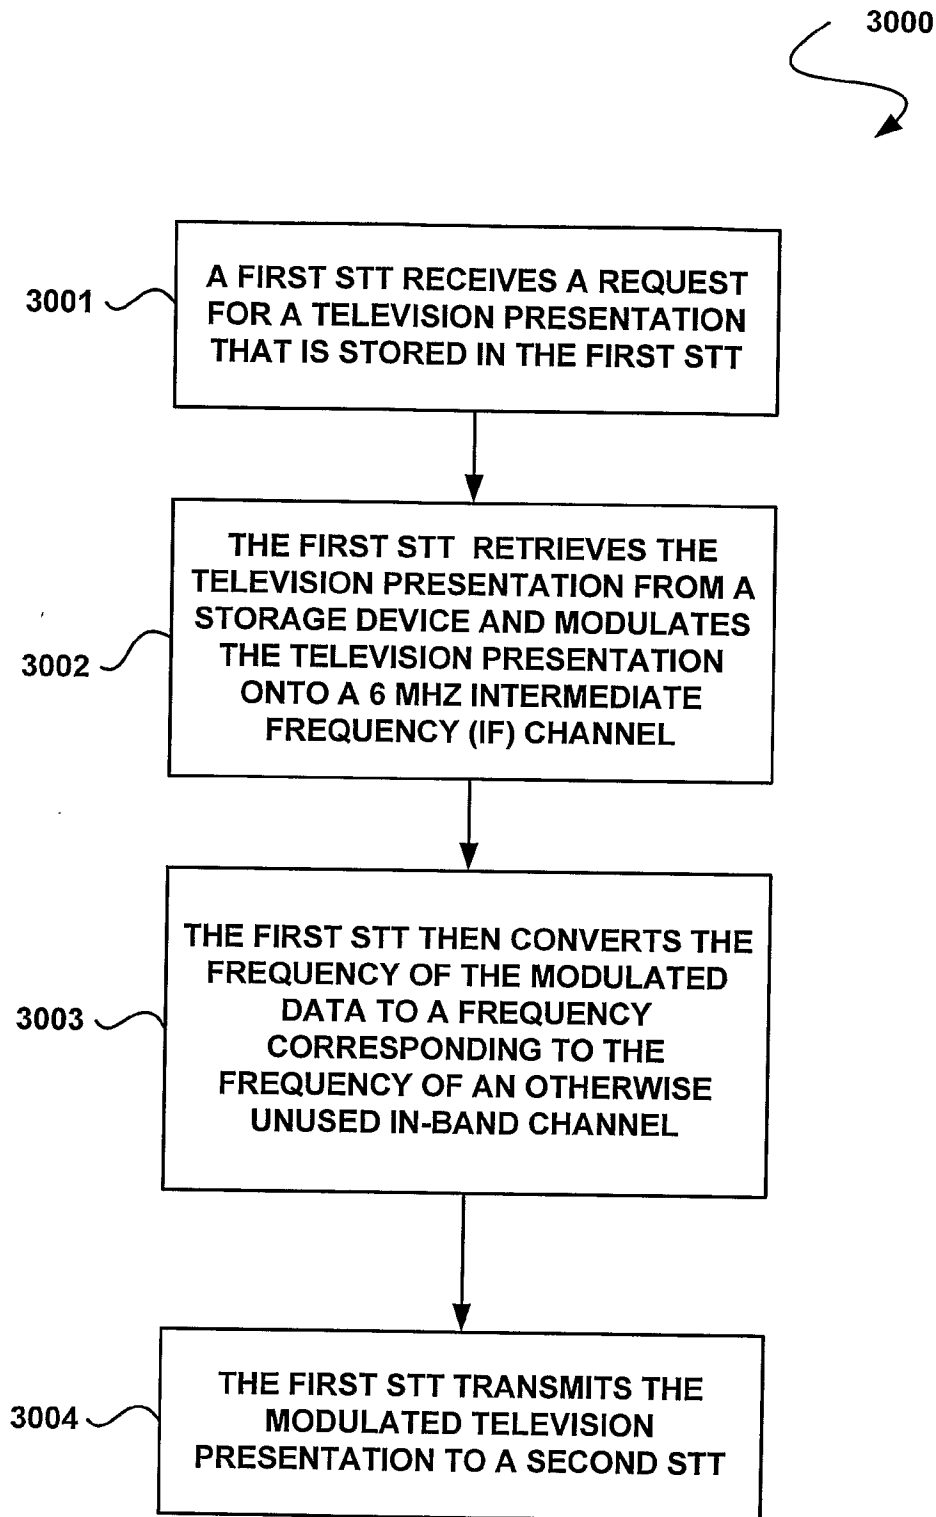 3000
3001
A FIRST STT RECEIVES A REQUEST
FOR A TELEVISION PRESENTATION
THAT IS STORED IN THE FIRST STT
3002
THE FIRST STT RETRIEVES THE
TELEVISION PRESENTATION FROM A
STORAGE DEVICE AND MODULATES
THE TELEVISION PRESENTATION
ONTO A 6 MHZ INTERMEDIATE
FREQUENCY (IF) CHANNEL
3003
THE FIRST STT THEN CONVERTS THE
FREQUENCY OF THE MODULATED
DATA TO A FREQUENCY
CORRESPONDING TO THE
FREQUENCY OF AN OTHERWISE
UNUSED IN-BAND CHANNEL
3004
THE FIRST STT TRANSMITS THE
MODULATED TELEVISION
PRESENTATION TO A SECOND STT